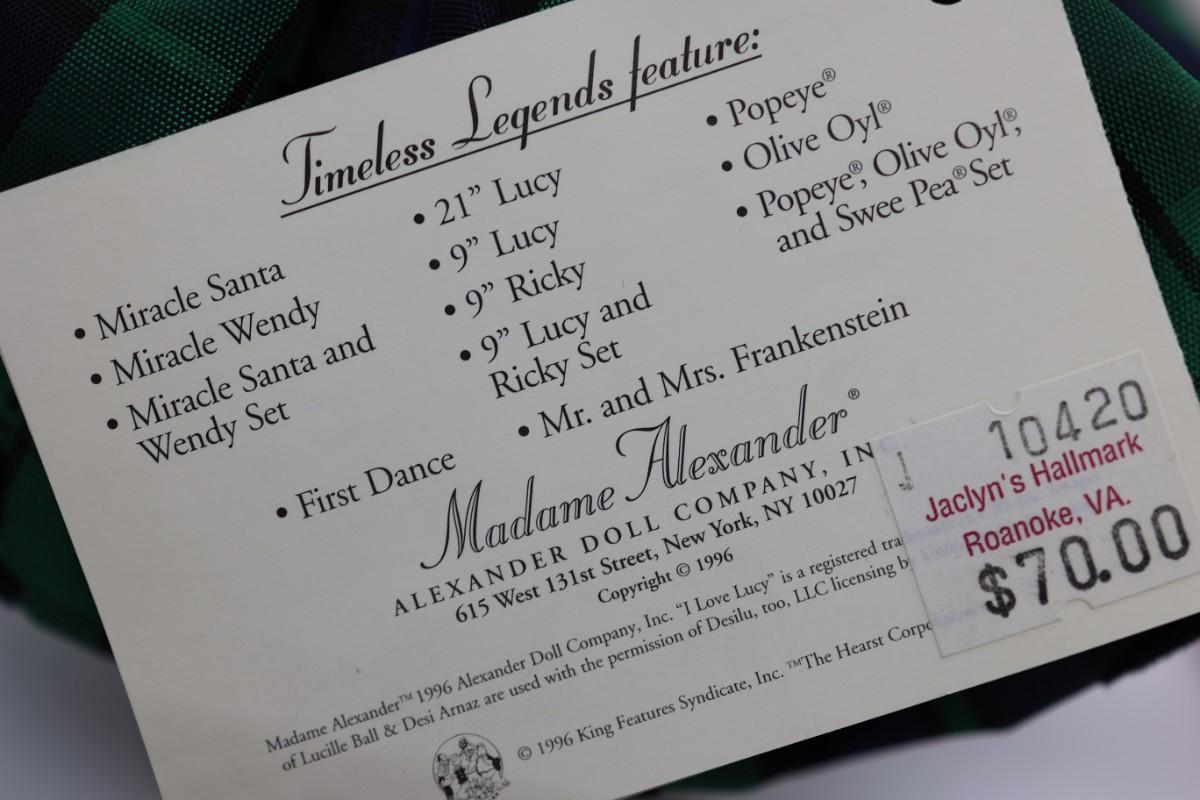 Timeless Legends feature:
• Miracle Santa
• Miracle Wendy
• Miracle Santa and
Wendy Set
• 21” Lucy
• 9” Lucy
• 9” Ricky
• 9” Lucy and
Ricky Set
• Popeye®
• Olive Oyl®
• Popeye®, Olive Oyl®,
and Swee Pea® Set
• Mr. and Mrs. Frankenstein
• First Dance
Madame Alexander®
ALEXANDER DOLL COMPANY, IN
615 West 131st Street, New York, NY 10027
Copyright © 1996
Madame Alexander™ 1996 Alexander Doll Company, Inc. “I Love Lucy” is a registered tra
of Lucille Ball & Desi Arnaz are used with the permission of Desilu, too, LLC licensing b
© 1996 King Features Syndicate, Inc. ™The Hearst Corpo
10420
Jaclyn's Hallmark
Roanoke, VA.
$70.00